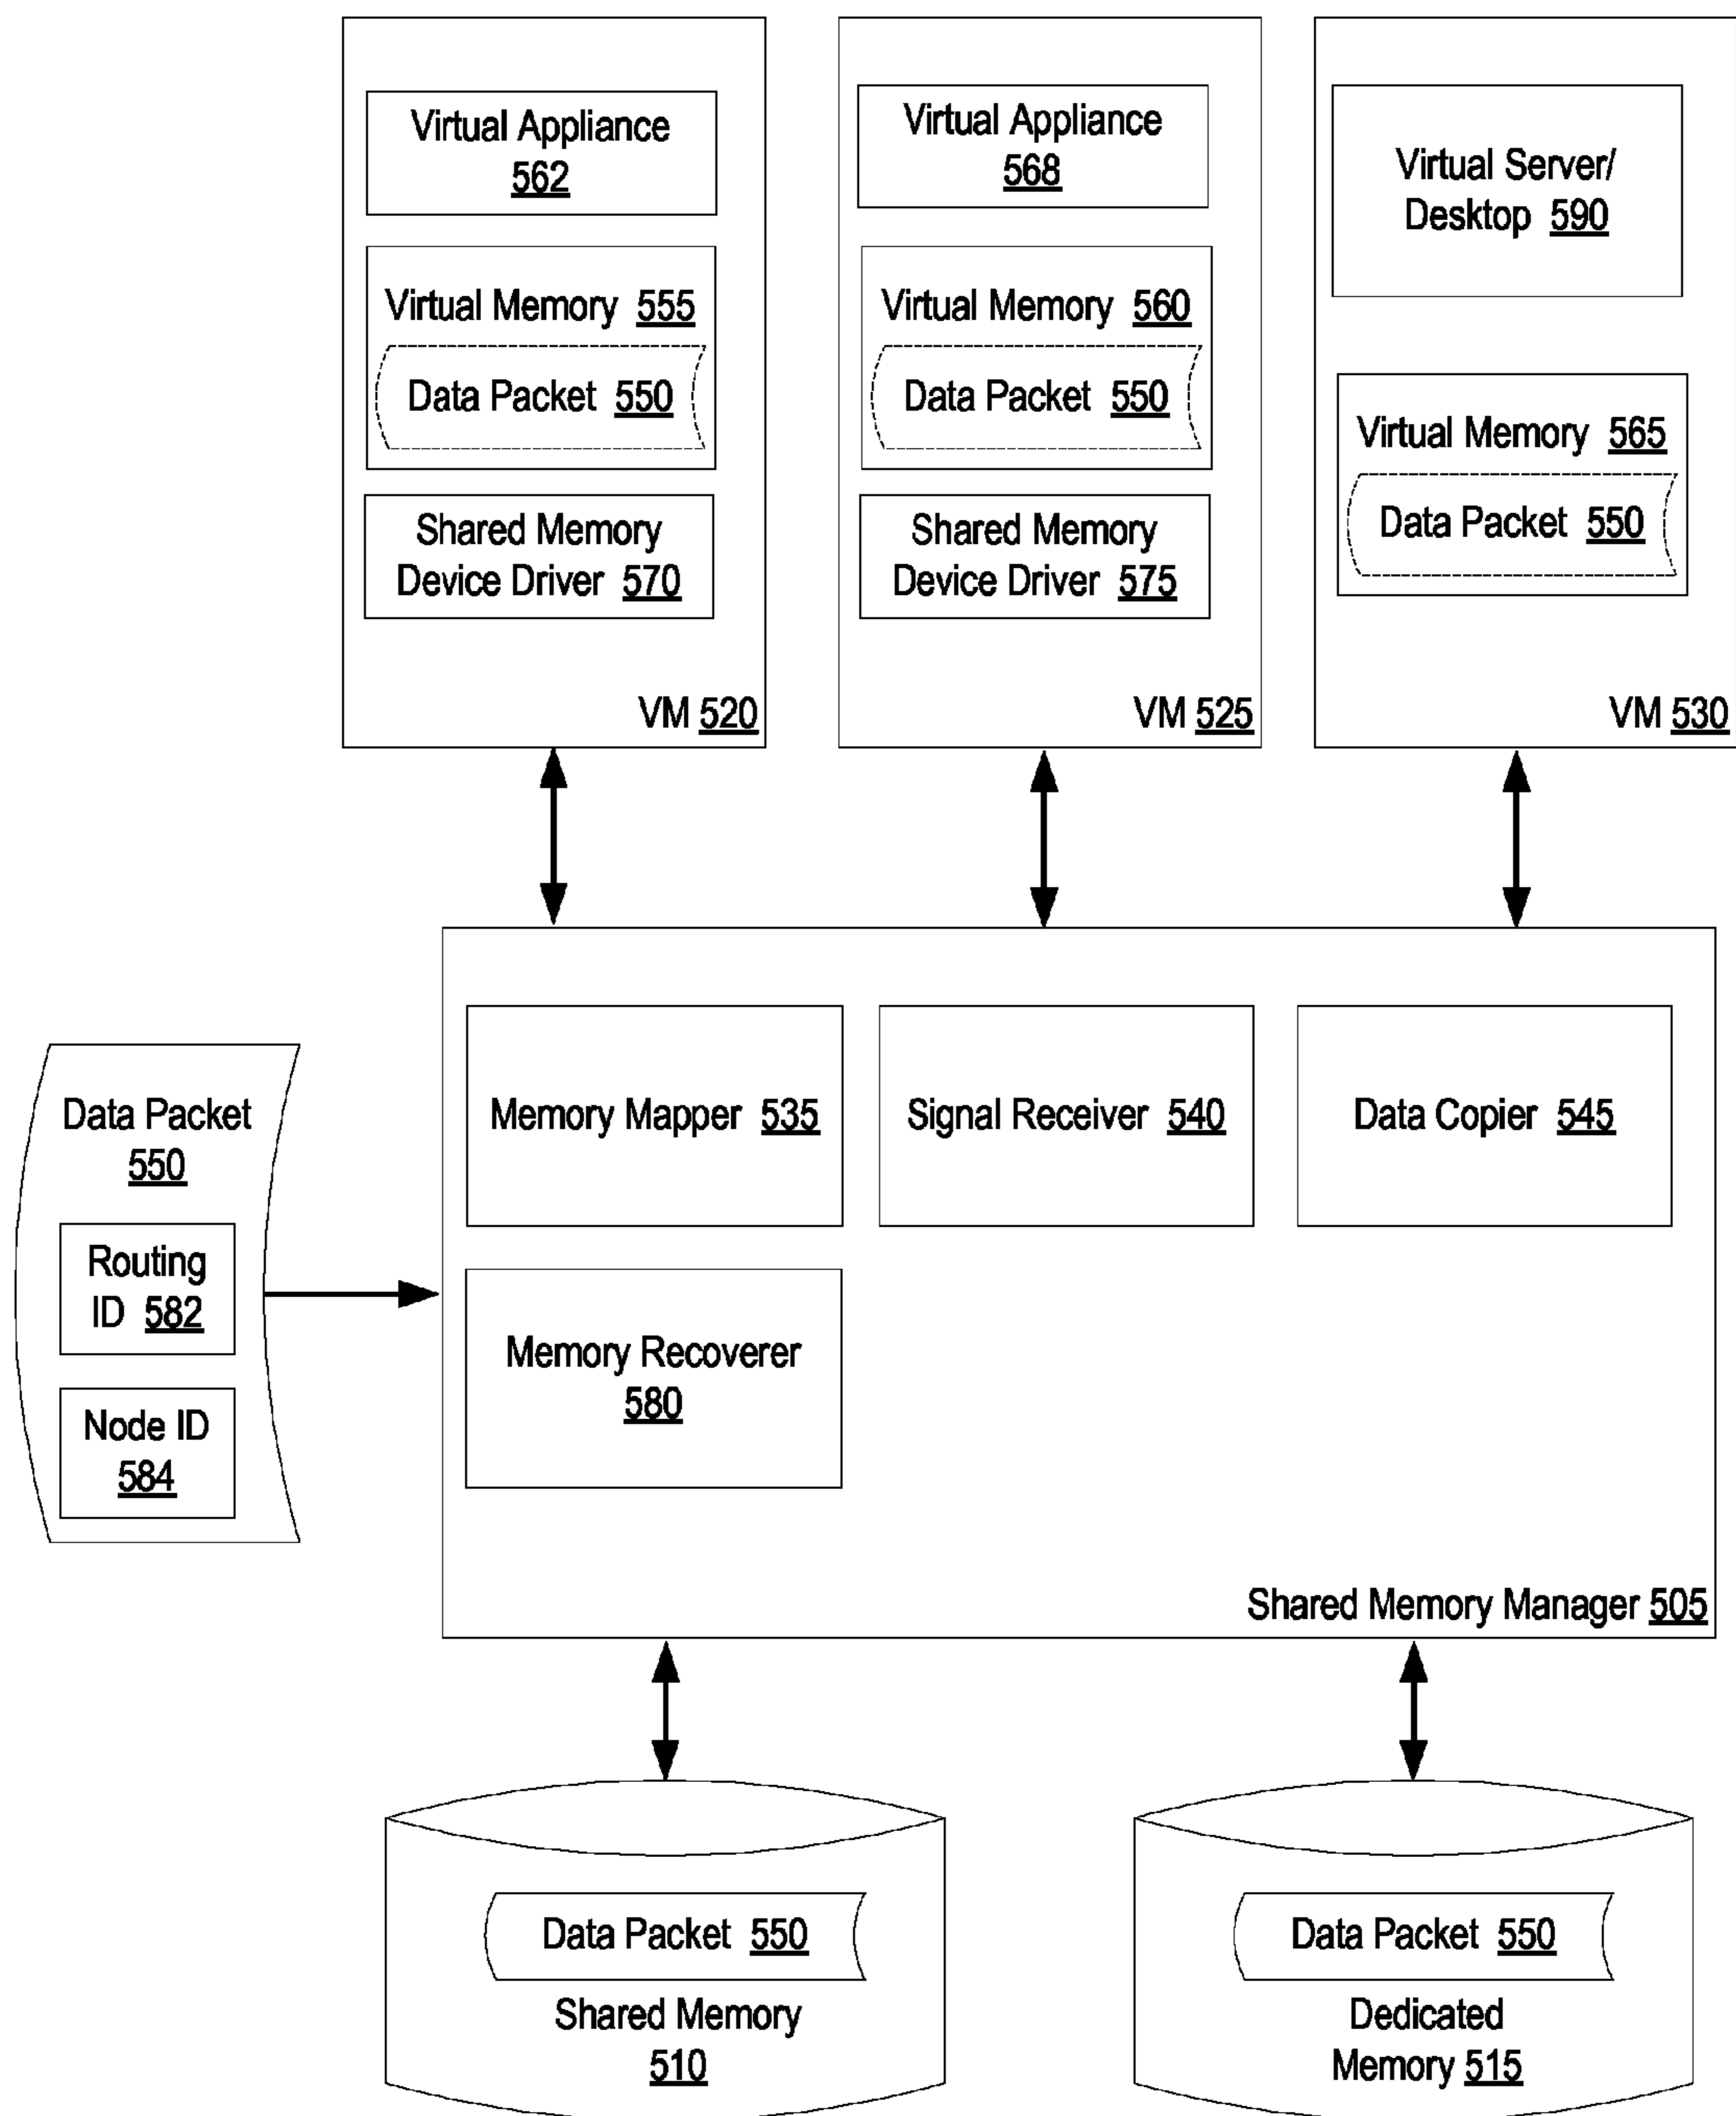 Virtual Appliance
562
Virtual Memory 555
Data Packet 550
Shared Memory
Device Driver 570
VM 520
Virtual Appliance
568
Virtual Memory 560
Data Packet 550
Shared Memory
Device Driver 575
VM 525
Virtual Server/
Desktop 590
Virtual Memory 565
Data Packet 550
VM 530
Data Packet
550
Routing
ID 582
Node ID
584
Memory Mapper 535
Signal Receiver 540
Data Copier 545
Memory Recoverer
580
Shared Memory Manager 505
Data Packet 550
Shared Memory
510
Data Packet 550
Dedicated
Memory 515